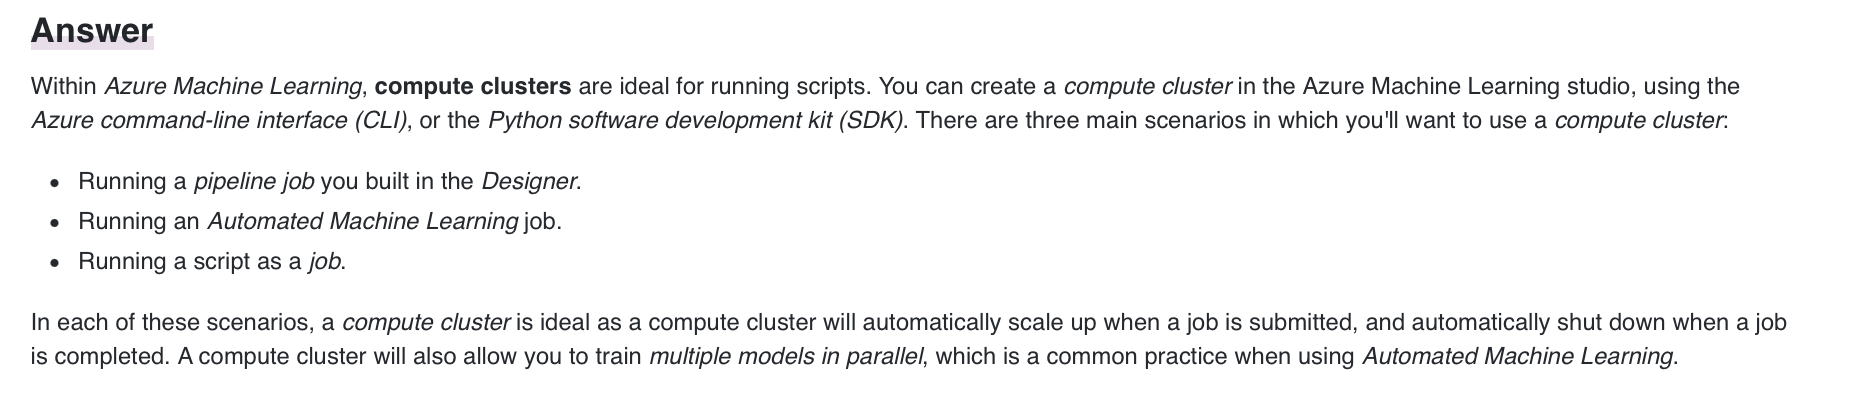 Answer
Within Azure Machine Learning, compute clusters are ideal for running scripts. You can create a compute cluster in the Azure Machine Learning studio, using the
Azure command-line interface (CLI), or the Python software development kit (SDK). There are three main scenarios in which you'll want to use a compute cluster:
• Running a pipeline job you built in the Designer.
• Running an Automated Machine Learning job.
• Running a script as a job.
In each of these scenarios, a compute cluster is ideal as a compute cluster will automatically scale up when a job is submitted, and automatically shut down when a job
is completed. A compute cluster will also allow you to train multiple models in parallel, which is a common practice when using Automated Machine Learning.